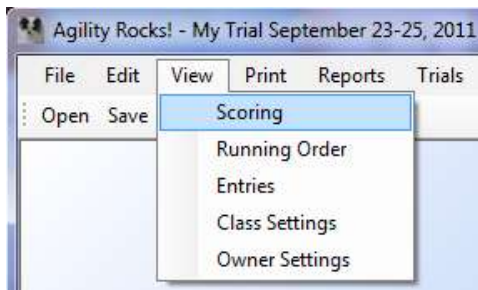 Agility Rocks! - My Trial September 23-25, 2011
File Edit View Print Reports Trials
Open Save
Scoring
Running Order
Entries
Class Settings
Owner Settings